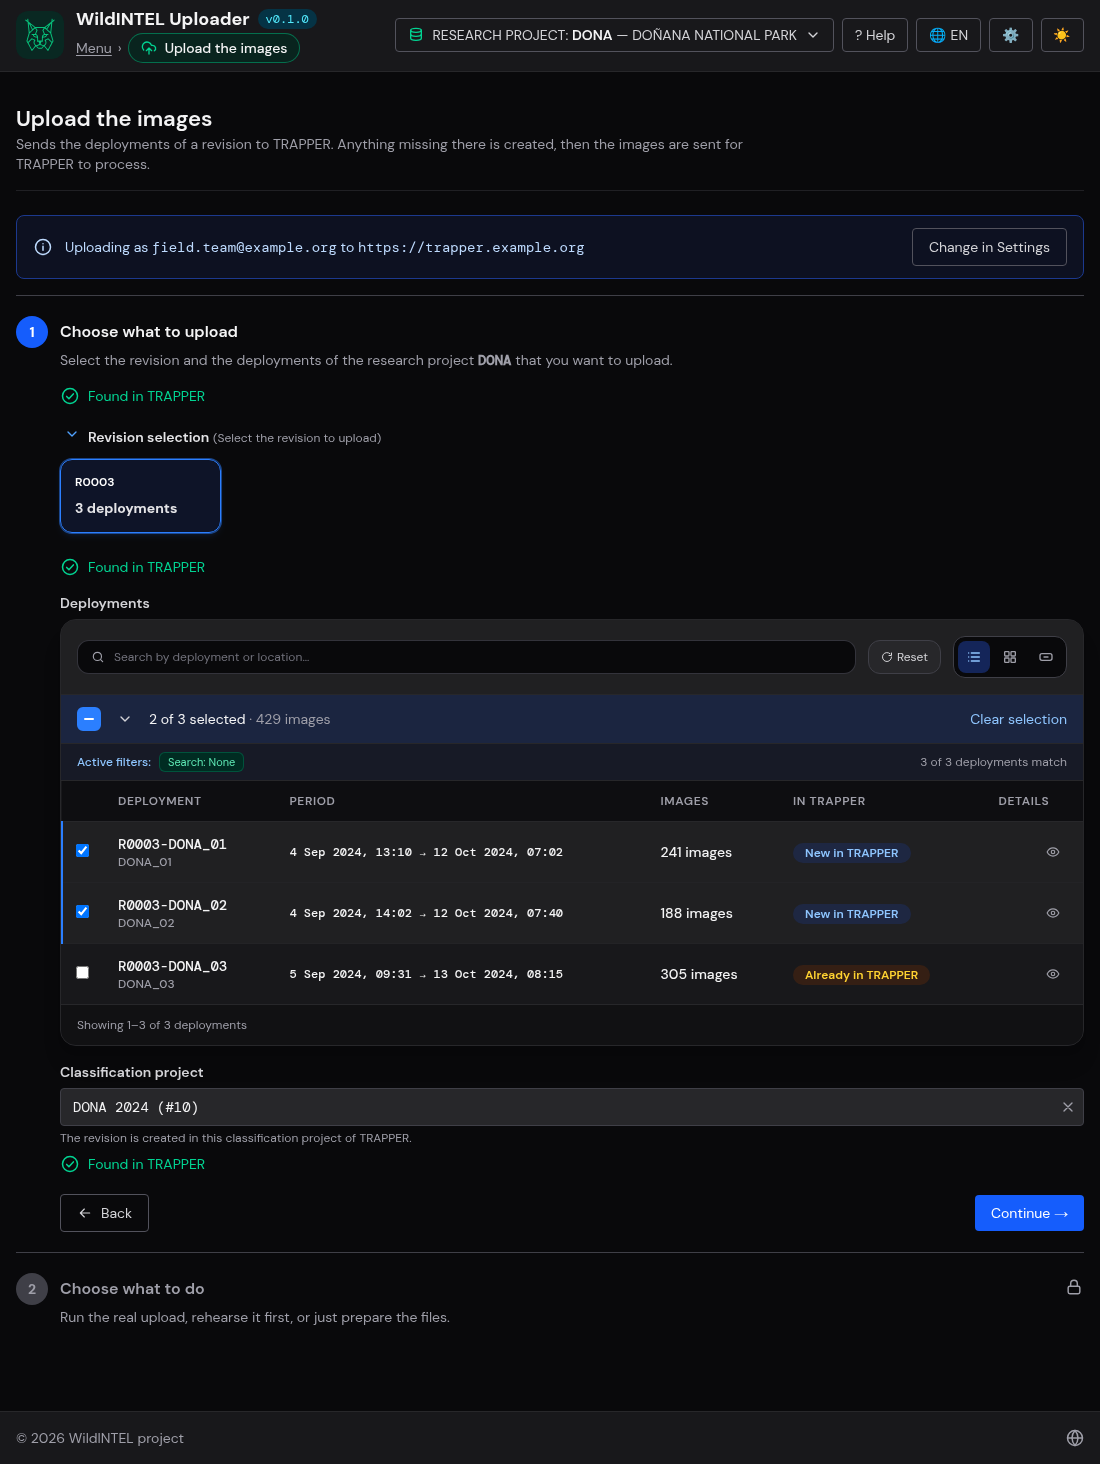 WildINTEL Uploader v0.1.0
Menu › Upload the images
RESEARCH PROJECT: DONA — DOÑANA NATIONAL PARK
? Help
🌐 EN
Upload the images
Sends the deployments of a revision to TRAPPER. Anything missing there is created, then the images are sent for
TRAPPER to process.
Uploading as field.team@example.org to https://trapper.example.org
Change in Settings
1 Choose what to upload
Select the revision and the deployments of the research project DONA that you want to upload.
Found in TRAPPER
Revision selection (Select the revision to upload)
R0003
3 deployments
Found in TRAPPER
Deployments
Search by deployment or location…
Reset
2 of 3 selected · 429 images
Clear selection
Active filters: Search: None
3 of 3 deployments match
DEPLOYMENT PERIOD IMAGES IN TRAPPER DETAILS
R0003-DONA_01
DONA_01
4 Sep 2024, 13:10 → 12 Oct 2024, 07:02
241 images
New in TRAPPER
R0003-DONA_02
DONA_02
4 Sep 2024, 14:02 → 12 Oct 2024, 07:40
188 images
New in TRAPPER
R0003-DONA_03
DONA_03
5 Sep 2024, 09:31 → 13 Oct 2024, 08:15
305 images
Already in TRAPPER
Showing 1–3 of 3 deployments
Classification project
DONA 2024 (#10)
The revision is created in this classification project of TRAPPER.
Found in TRAPPER
← Back
Continue →
2 Choose what to do
Run the real upload, rehearse it first, or just prepare the files.
© 2026 WildINTEL project